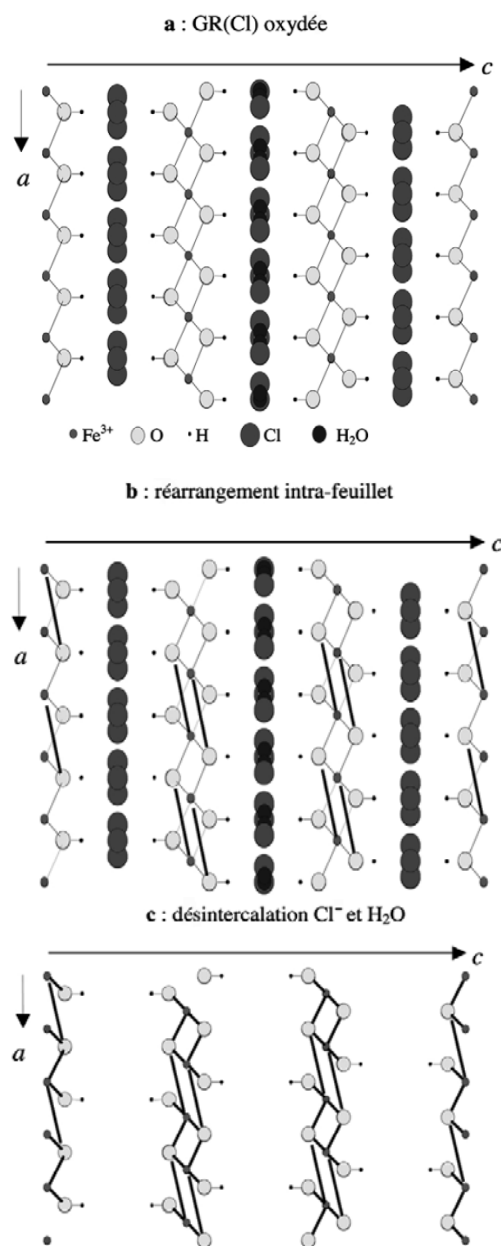 a : GR(Cl) oxydée
c
a
Fe³⁺ O H Cl H₂O
b : réarrangement intra-feuillet
c
a
c : désintercalation Cl⁻ et H₂O
c
a